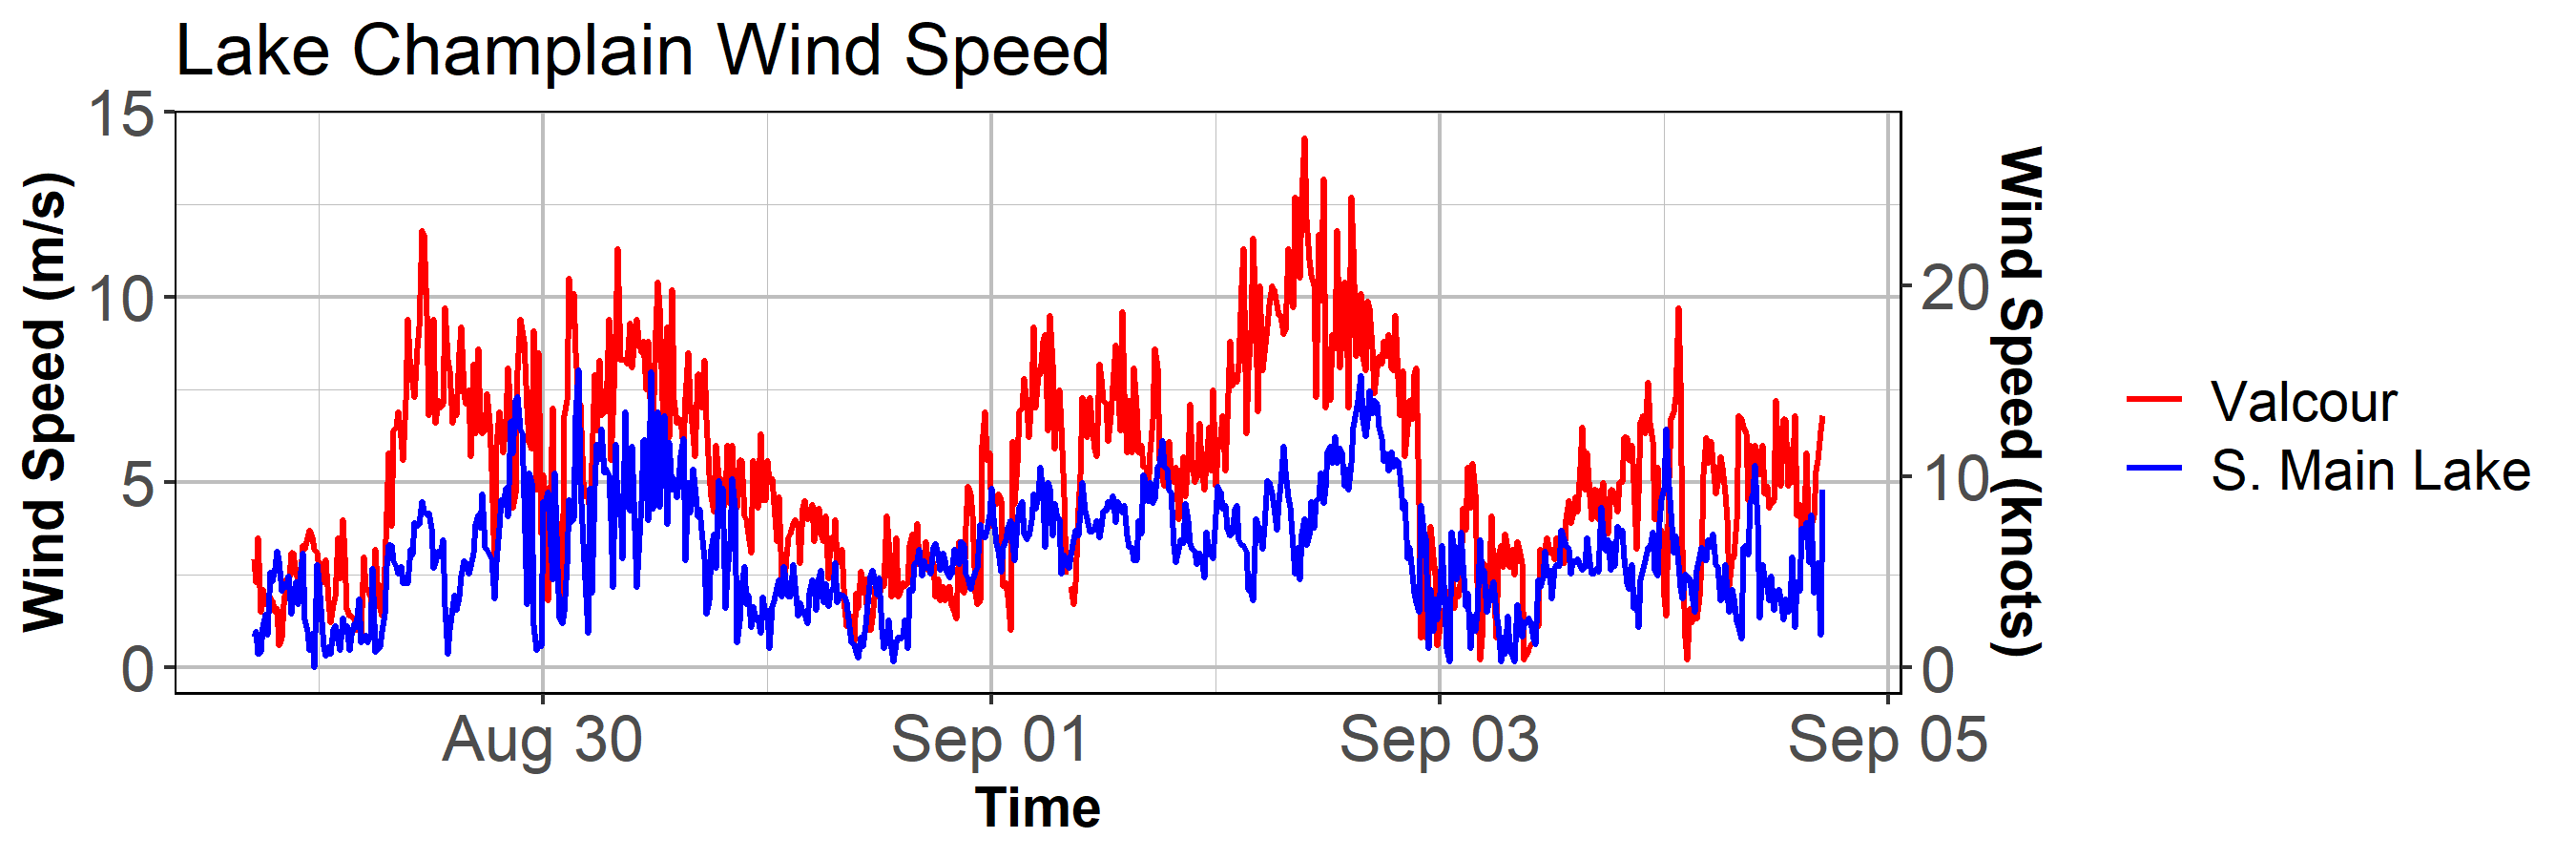 Lake Champlain Wind Speed
Wind Speed (m/s)
15
10
5
0
20
10
0
Wind Speed (knots)
Aug 30
Sep 01
Sep 03
Sep 05
Time
Valcour
S. Main Lake